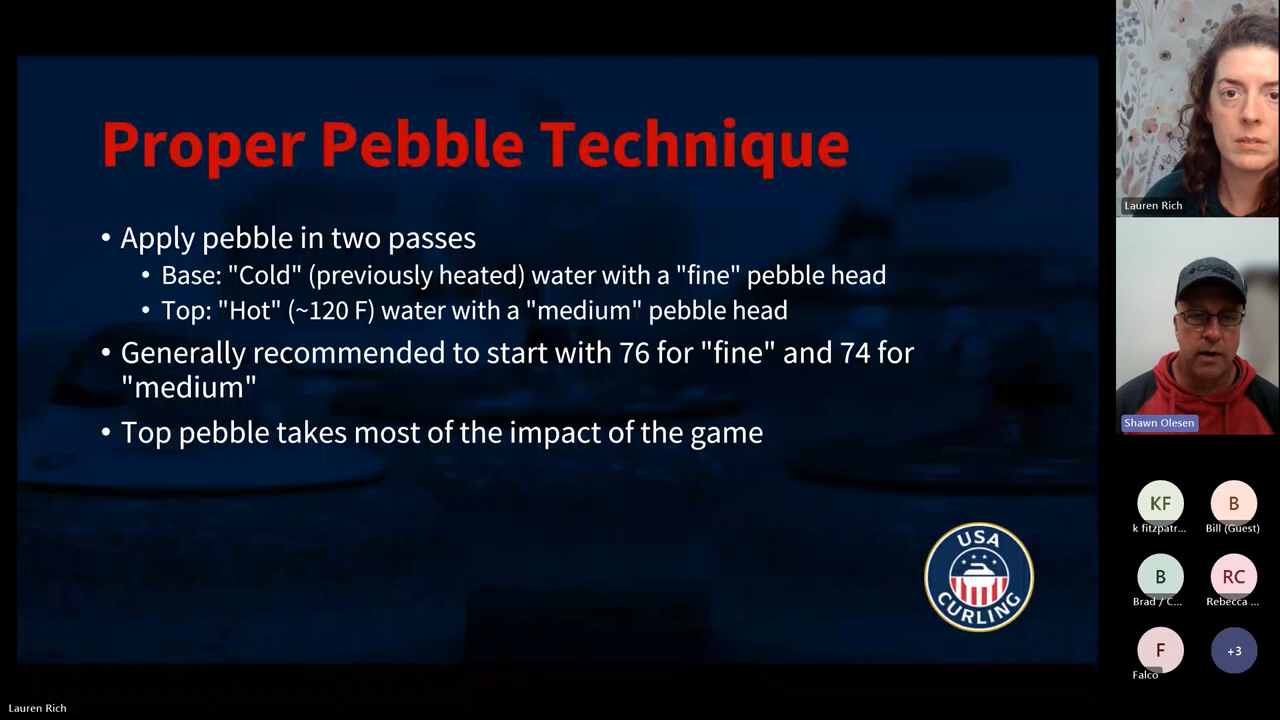 Proper Pebble Technique
• Apply pebble in two passes
• Base: "Cold" (previously heated) water with a "fine" pebble head
• Top: "Hot" (~120 F) water with a "medium" pebble head
• Generally recommended to start with 76 for "fine" and 74 for
"medium"
• Top pebble takes most of the impact of the game
USA
CURLING
Lauren Rich
Columbia
Shawn Olesen
KF
k fitzpatr...
B
Bill (Guest)
B
Brad / C...
RC
Rebecca ...
F
Falco
+3
Lauren Rich